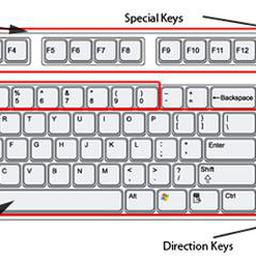 Special Keys
F4 F5 F6 F7 F8 F9 F10 F11 F12
% 5 ^ 6 & 7 * 8 ( 9 ) 0 Backspace
R T Y U I O P { [ } ] | \
F G H J K L : ; " ' Enter
C V B N M < , > . ? / Shift
Alt Ctrl
Direction Keys